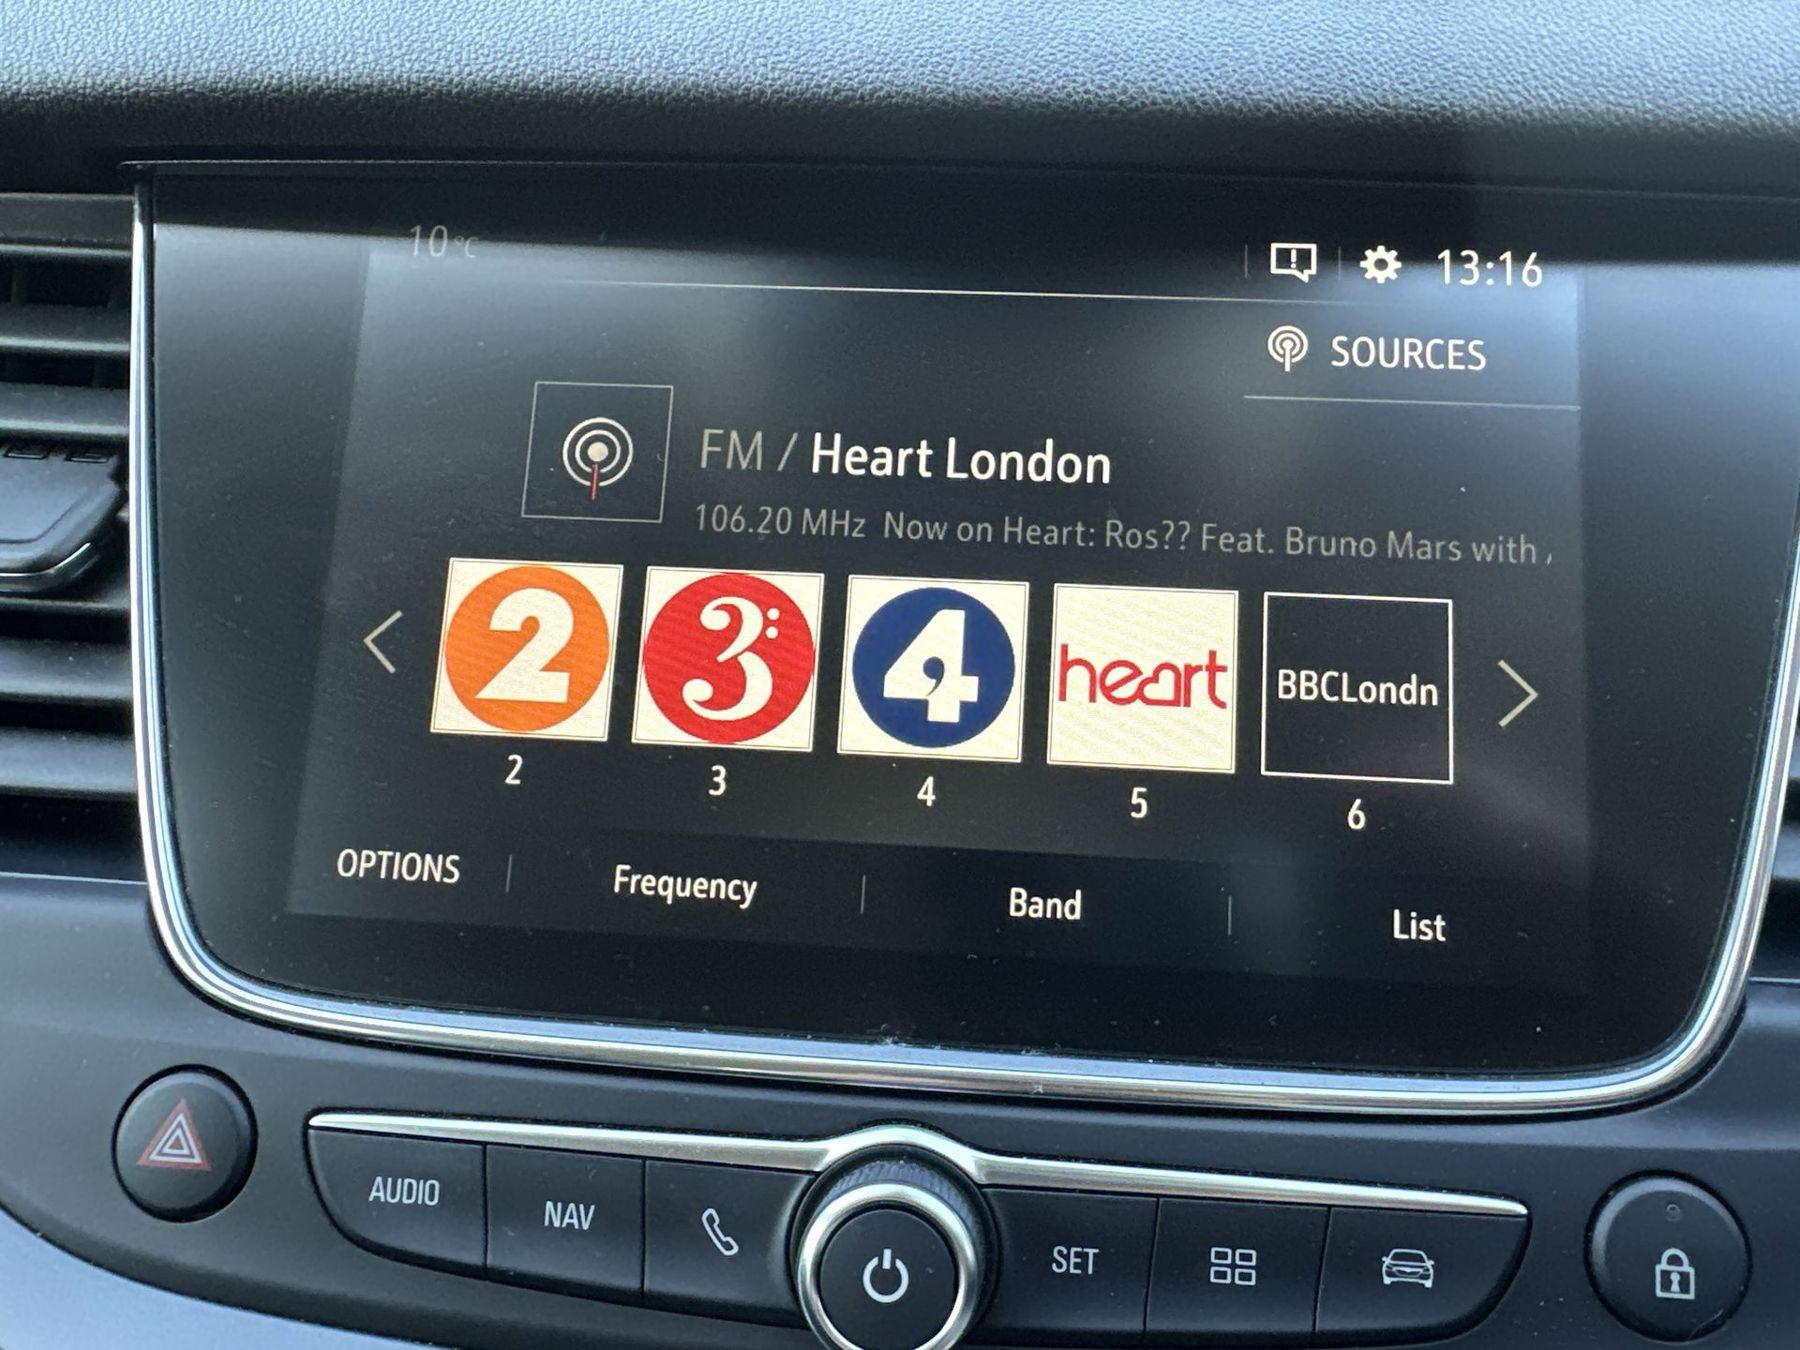 10°C
13:16
SOURCES
FM / Heart London
106.20 MHz Now on Heart: Ros?? Feat. Bruno Mars with
2 3 4 heart BBCLondn
2 3 4 5 6
OPTIONS Frequency Band List
AUDIO NAV SET